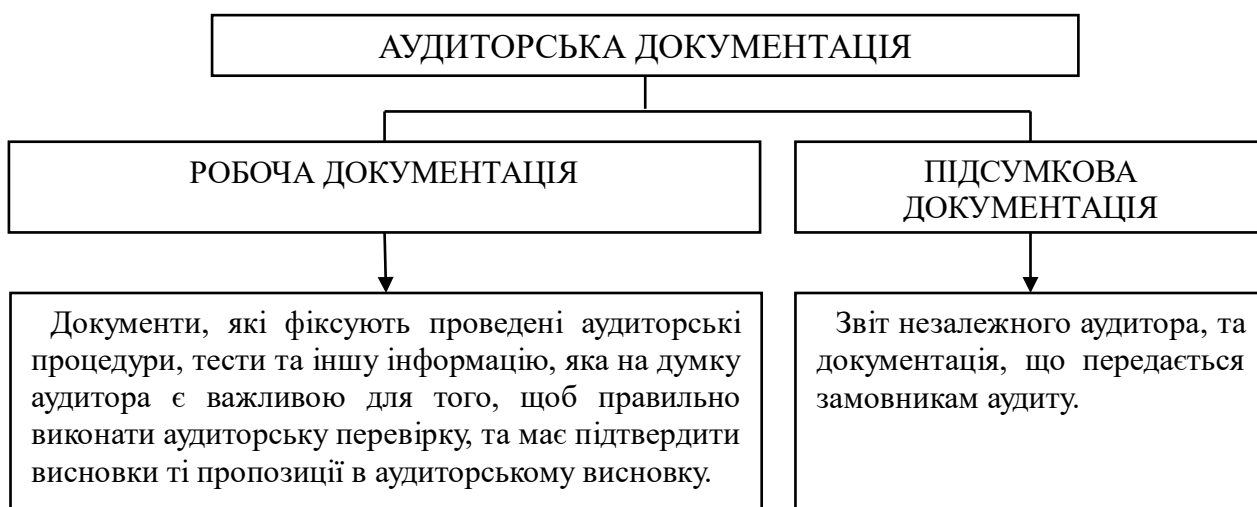 АУДИТОРСЬКА ДОКУМЕНТАЦІЯ
РОБОЧА ДОКУМЕНТАЦІЯ
ПІДСУМКОВА
ДОКУМЕНТАЦІЯ
Документи, які фіксують проведені аудиторські
процедури, тести та іншу інформацію, яка на думку
аудитора є важливою для того, щоб правильно
виконати аудиторську перевірку, та має підтвердити
висновки ті пропозиції в аудиторському висновку.
Звіт незалежного аудитора, та
документація, що передається
замовникам аудиту.